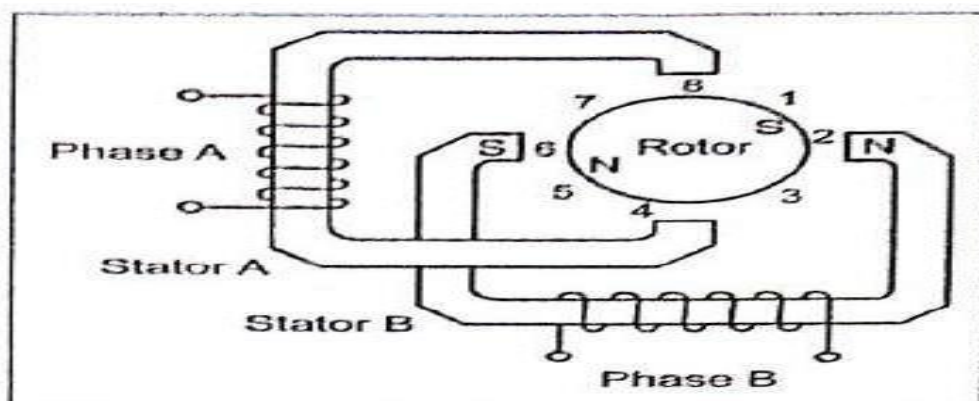 8
7 1
S
Phase A S 6 Rotor 2 N
N
5 3
4
Stator A
Stator B
Phase B